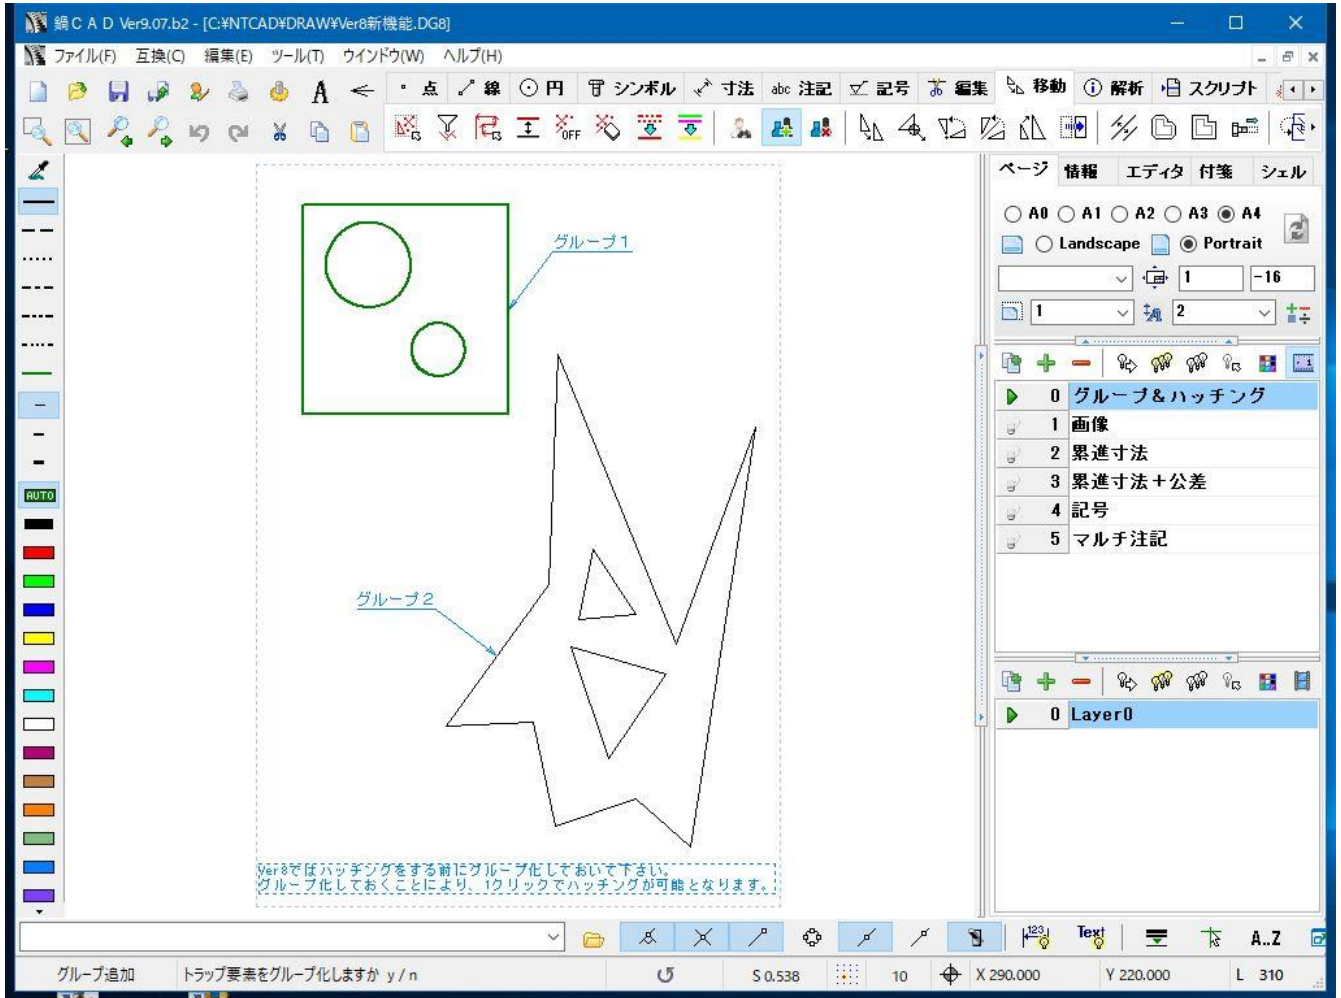 鍋CAD Ver9.07.b2 - [C:¥NTCAD¥DRAW¥Ver8新機能.DG8]
ファイル(F) 互換(C) 編集(E) ツール(T) ウインドウ(W) ヘルプ(H)
点 線 円 シンボル 寸法 abc 注記 記号 編集 移動 解析 スクリプト
OFF
ページ 情報 エディタ 付箋 シェル
A0 A1 A2 A3 A4
Landscape Portrait
1 -16
1 2
グループ1
0 グループ&ハッチング
1 画像
2 累進寸法
3 累進寸法+公差
4 記号
5 マルチ注記
AUTO
グループ2
0 Layer0
Ver8ではハッチングをする前にグループ化しておいて下さい。
グループ化しておくことにより、1クリックでハッチングが可能となります。
123 Text A..Z
グループ追加 トラップ要素をグループ化しますか y / n S 0.538 10 X 290.000 Y 220.000 L 310